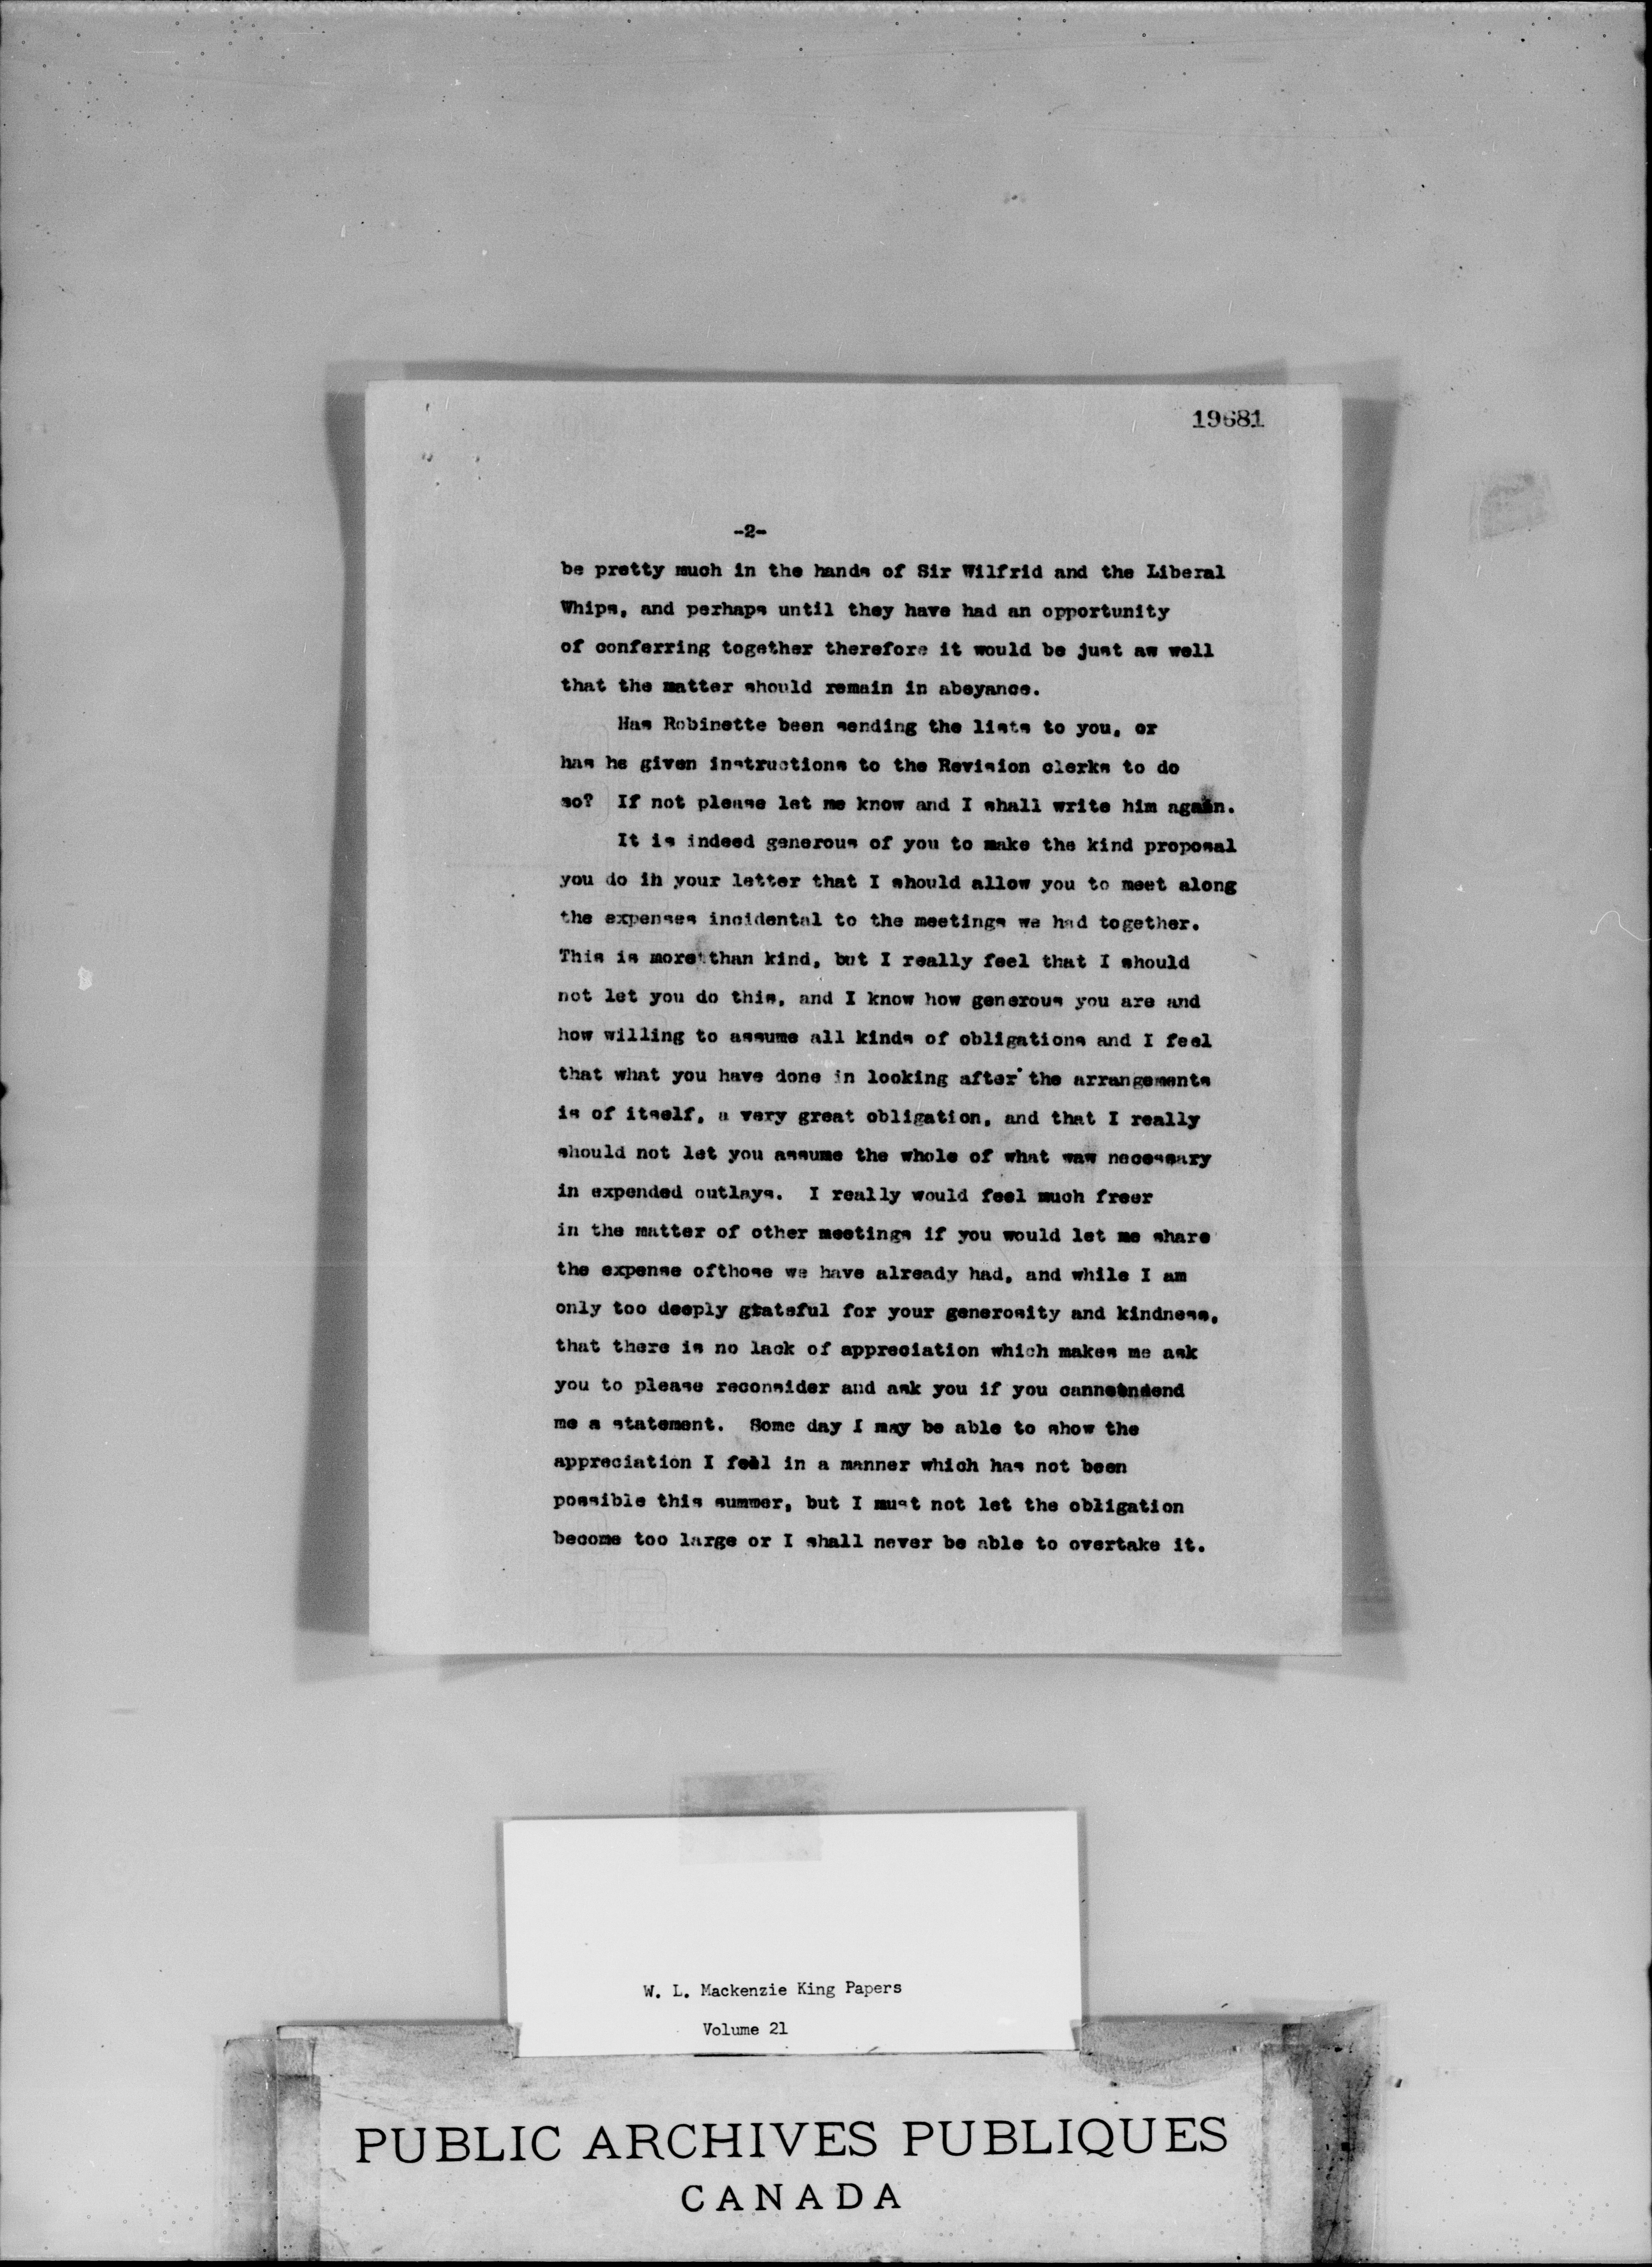 19681
-2-
be pretty much in the hands of Sir Wilfrid and the Liberal
Whips, and perhaps until they have had an opportunity
of conferring together therefore it would be just aw well
that the matter should remain in abeyance.
Has Robinette been sending the lists to you, or
has he given instructions to the Revision clerks to do
so? If not please let me know and I shall write him again.
It is indeed generous of you to make the kind proposal
you do ih your letter that I should allow you to meet along
the expenses incidental to the meetings we had together.
This is more than kind, but I really feel that I should
not let you do this, and I know how generous you are and
how willing to assume all kinds of obligations and I feel
that what you have done in looking after the arrangements
is of itself, a very great obligation, and that I really
should not let you assume the whole of what waw necessary
in expended outlays. I really would feel much freer
in the matter of other meetings if you would let me share
the expense ofthose we have already had, and while I am
only too deeply grateful for your generosity and kindness,
that there is no lack of appreciation which makes me ask
you to please reconsider and ask you if you
me a statement. Some day I may be able to show the
appreciation I feel in a manner which has not been
possible this summer, but I must not let the obligation
become too large or I shall never be able to overtake it.
W. L. Mackenzie King Papers
Volume 21
PUBLIC ARCHIVES PUBLIQUES
CANADA